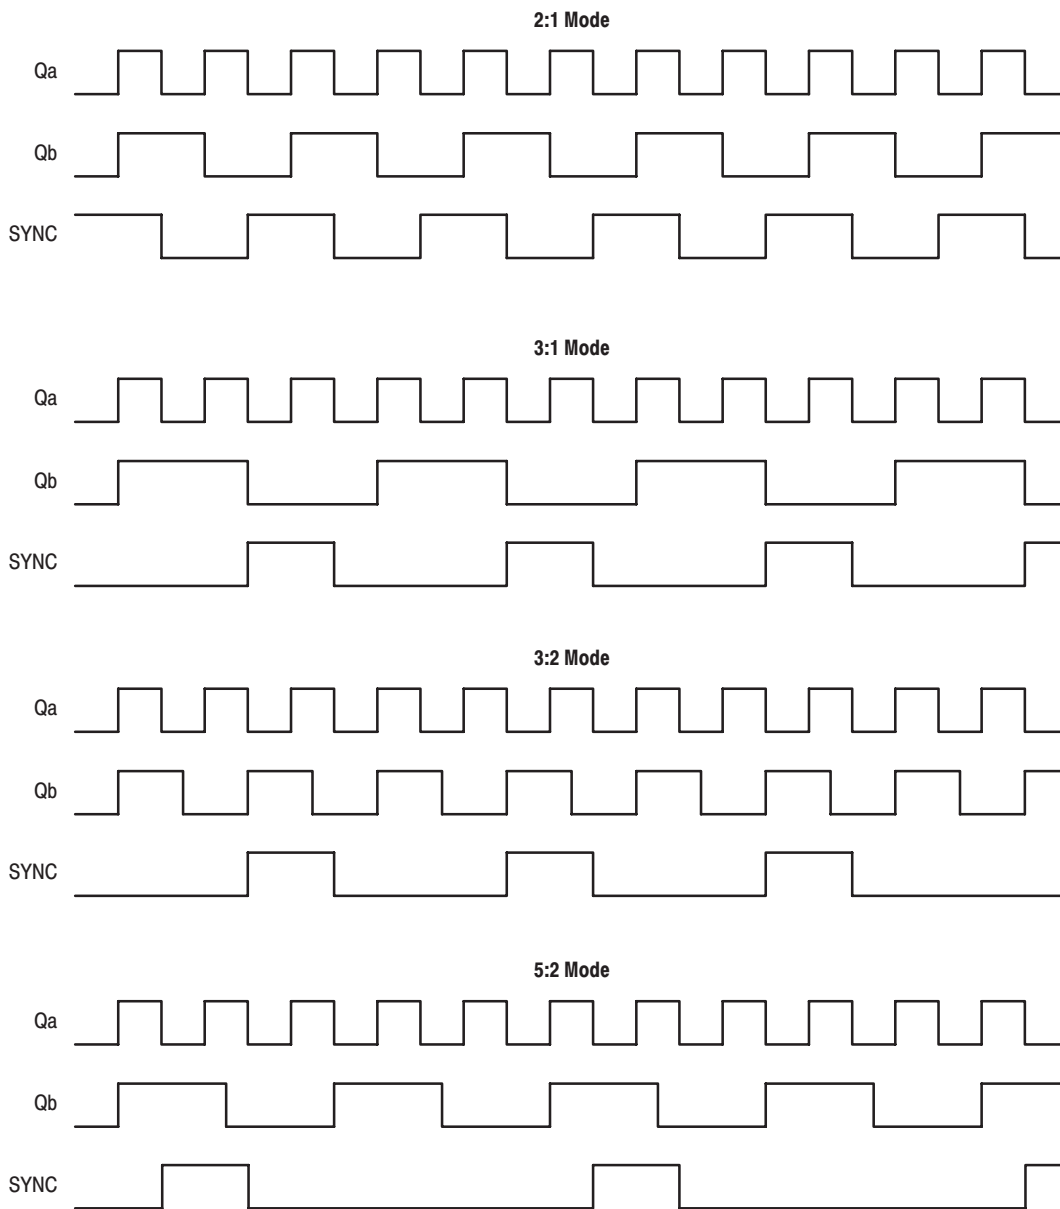 2:1 Mode
Qa
Qb
SYNC
3:1 Mode
Qa
Qb
SYNC
3:2 Mode
Qa
Qb
SYNC
5:2 Mode
Qa
Qb
SYNC